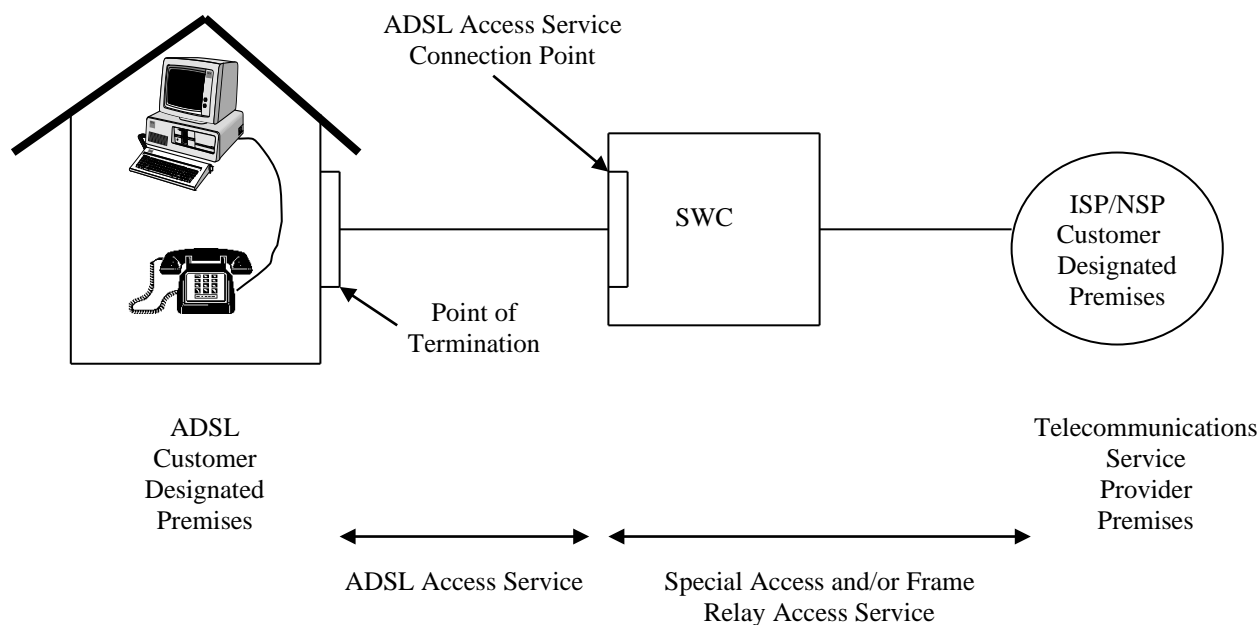 ADSL Access Service
Connection Point
SWC
ISP/NSP
Customer
Designated
Premises
Point of
Termination
ADSL
Customer
Designated
Premises
Telecommunications
Service
Provider
Premises
ADSL Access Service
Special Access and/or Frame
Relay Access Service